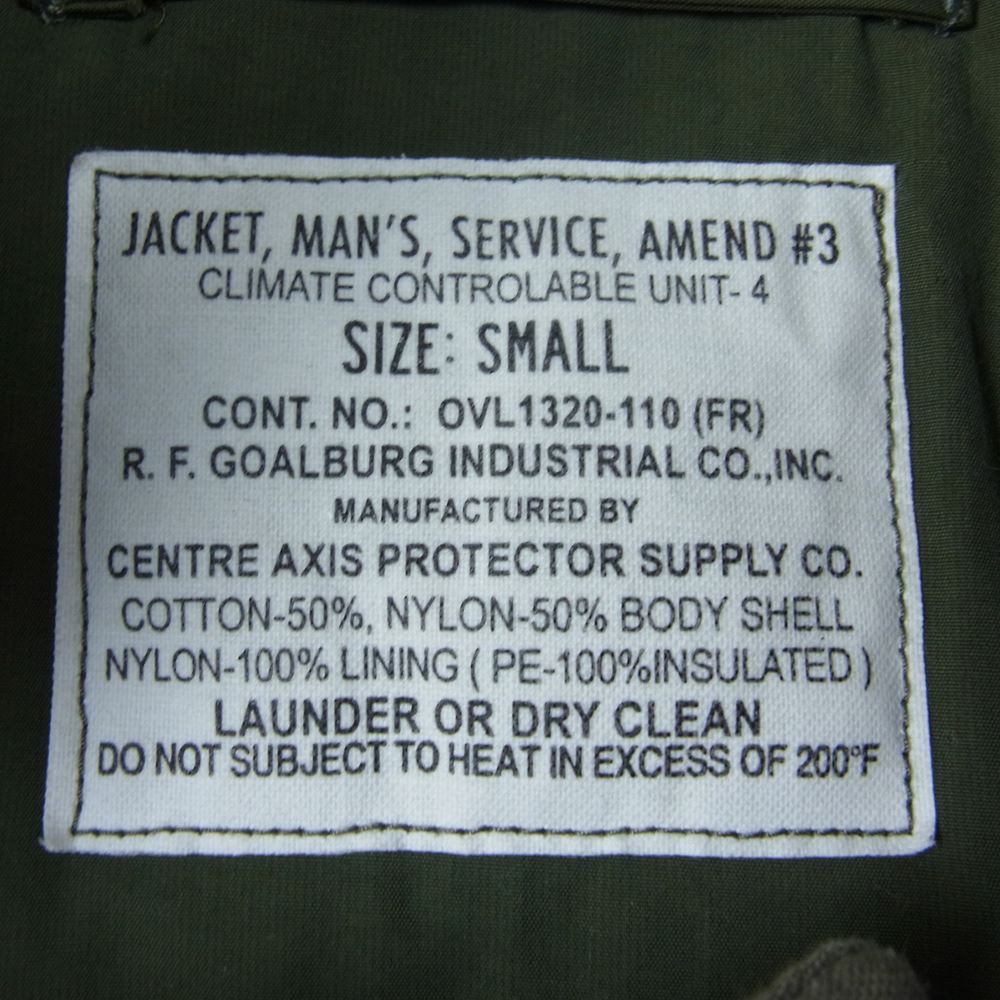 JACKET, MAN'S, SERVICE, AMEND #3
CLIMATE CONTROLABLE UNIT- 4
SIZE: SMALL
CONT. NO.: OVL1320-110 (FR)
R. F. GOALBURG INDUSTRIAL CO.,INC.
MANUFACTURED BY
CENTRE AXIS PROTECTOR SUPPLY CO.
COTTON-50%, NYLON-50% BODY SHELL
NYLON-100% LINING ( PE-100%INSULATED )
LAUNDER OR DRY CLEAN
DO NOT SUBJECT TO HEAT IN EXCESS OF 200°F